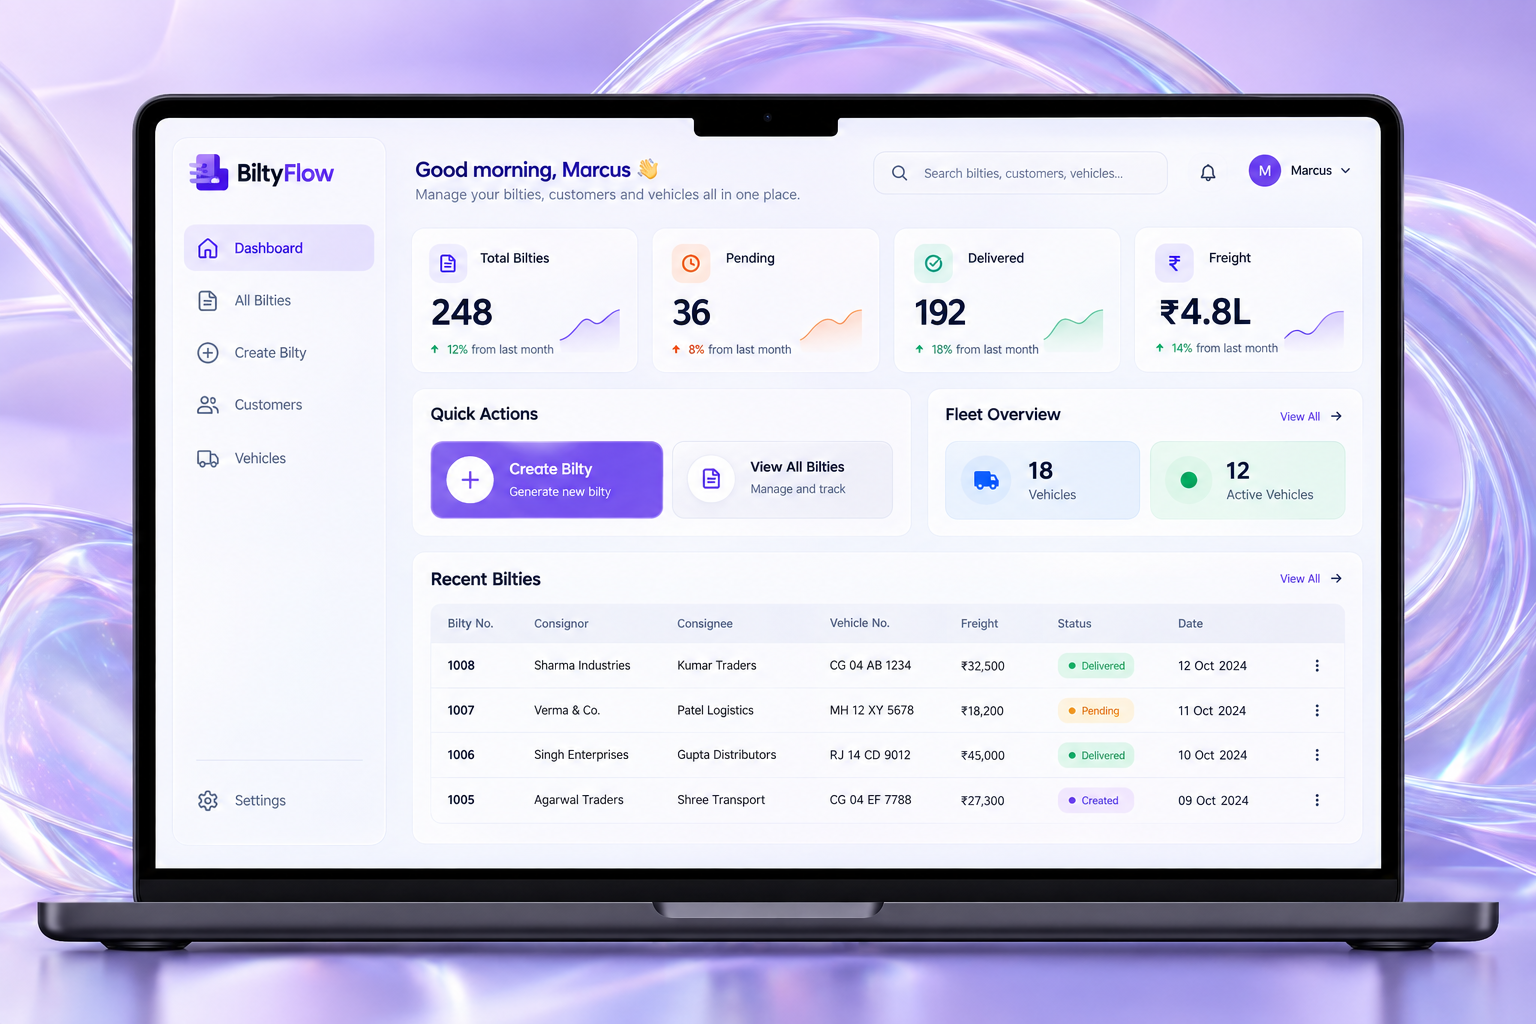 BiltyFlow
Dashboard
All Bilties
Create Bilty
Customers
Vehicles
Settings
Good morning, Marcus 👋
Manage your bilties, customers and vehicles all in one place.
Search bilties, customers, vehicles...
M
Marcus
Total Bilties
248
12% from last month
Pending
36
8% from last month
Delivered
192
18% from last month
₹
Freight
₹4.8L
14% from last month
Quick Actions
Create Bilty
Generate new bilty
View All Bilties
Manage and track
Fleet Overview
View All →
18
Vehicles
12
Active Vehicles
Recent Bilties
View All →
Bilty No. Consignor Consignee Vehicle No. Freight Status Date
1008 Sharma Industries Kumar Traders CG 04 AB 1234 ₹32,500 Delivered 12 Oct 2024
1007 Verma & Co. Patel Logistics MH 12 XY 5678 ₹18,200 Pending 11 Oct 2024
1006 Singh Enterprises Gupta Distributors RJ 14 CD 9012 ₹45,000 Delivered 10 Oct 2024
1005 Agarwal Traders Shree Transport CG 04 EF 7788 ₹27,300 Created 09 Oct 2024